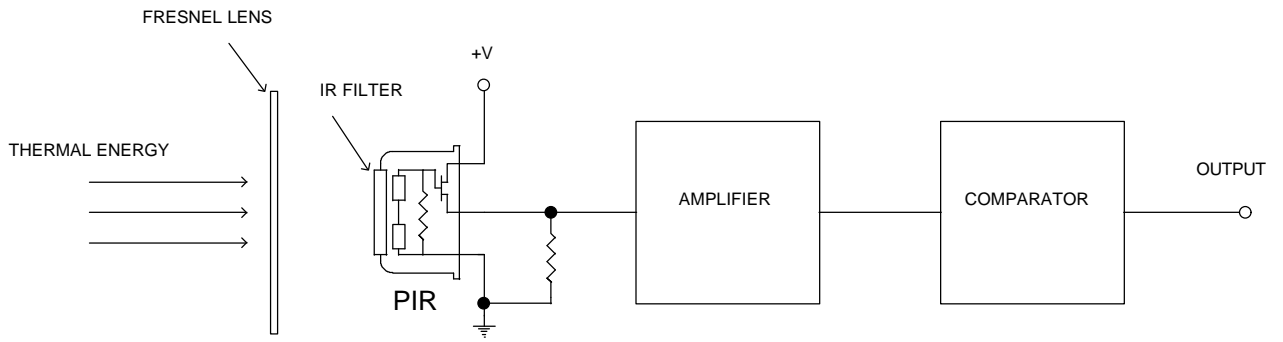 FRESNEL LENS
+V
IR FILTER
THERMAL ENERGY
OUTPUT
AMPLIFIER
COMPARATOR
PIR